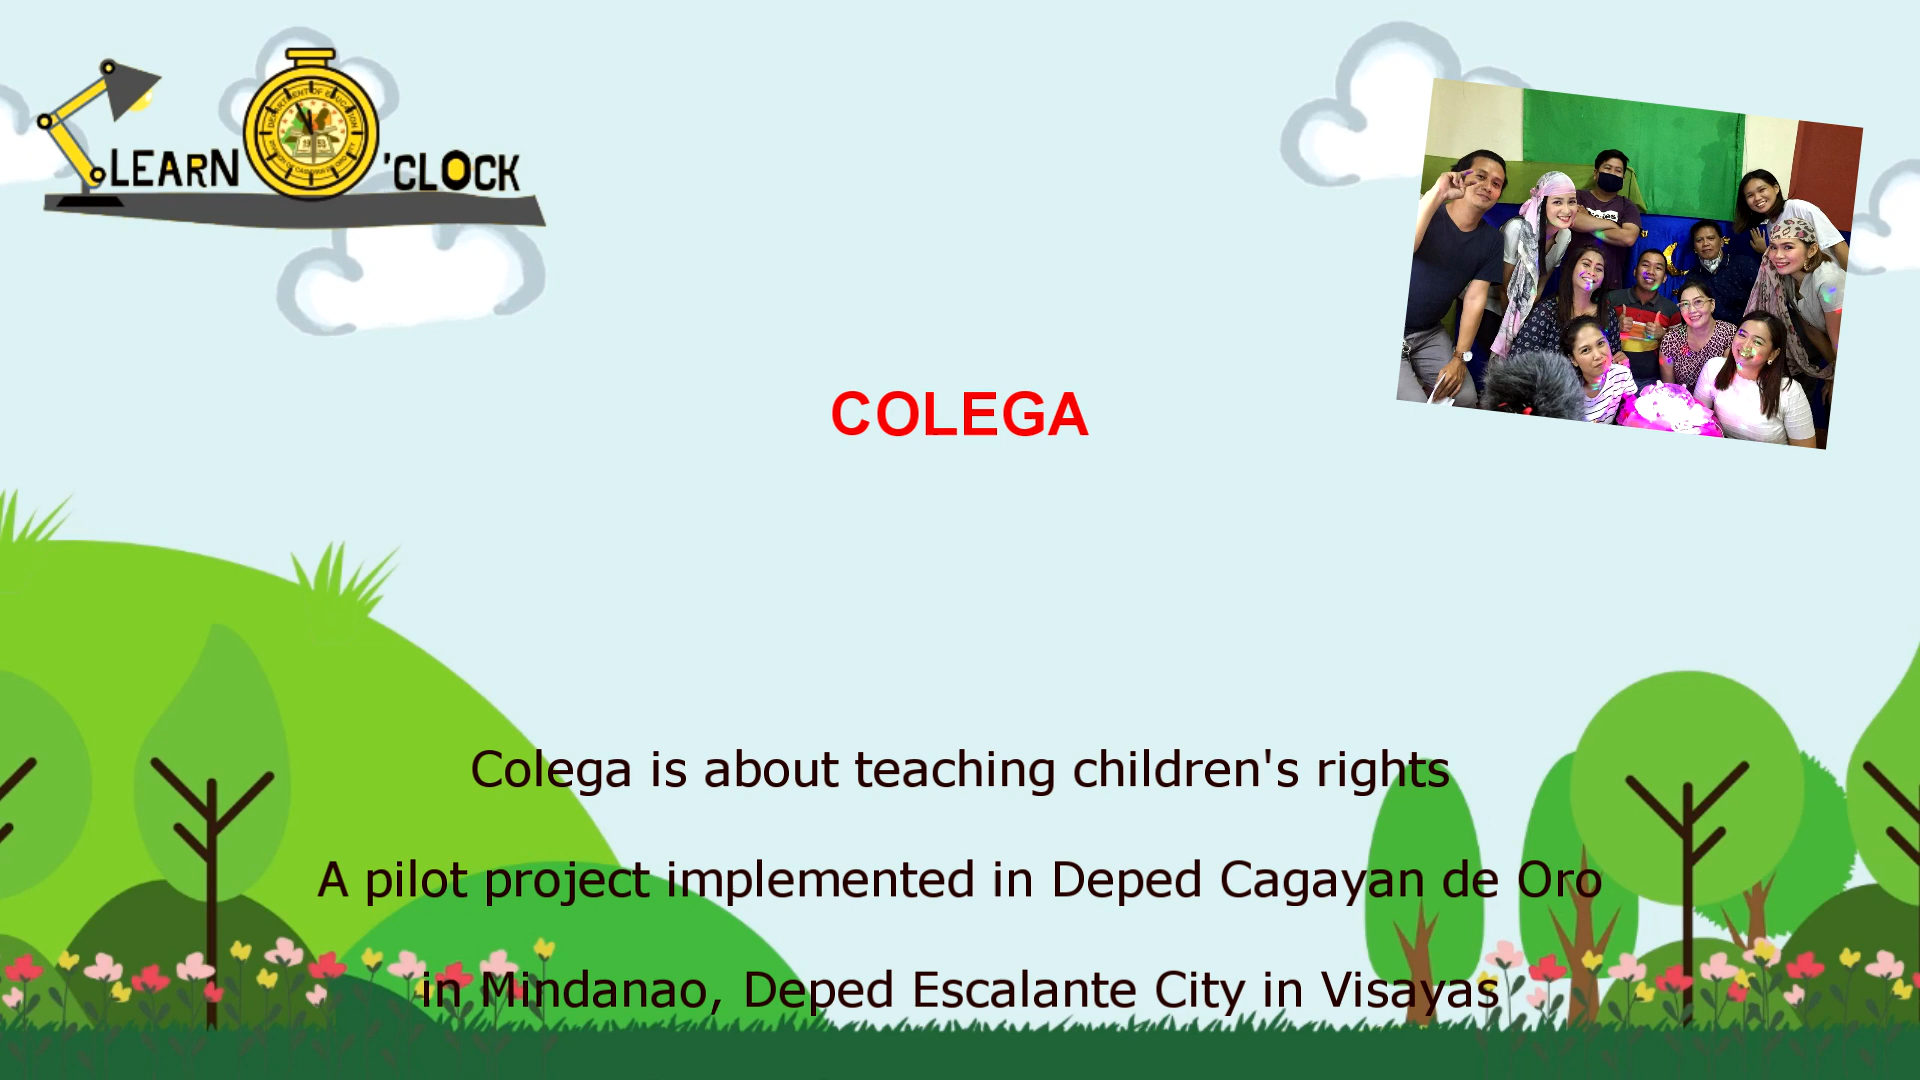 LEARN 'CLOCK
COLEGA
Colega is about teaching children's rights
A pilot project implemented in Deped Cagayan de Oro
in Mindanao, Deped Escalante City in Visayas